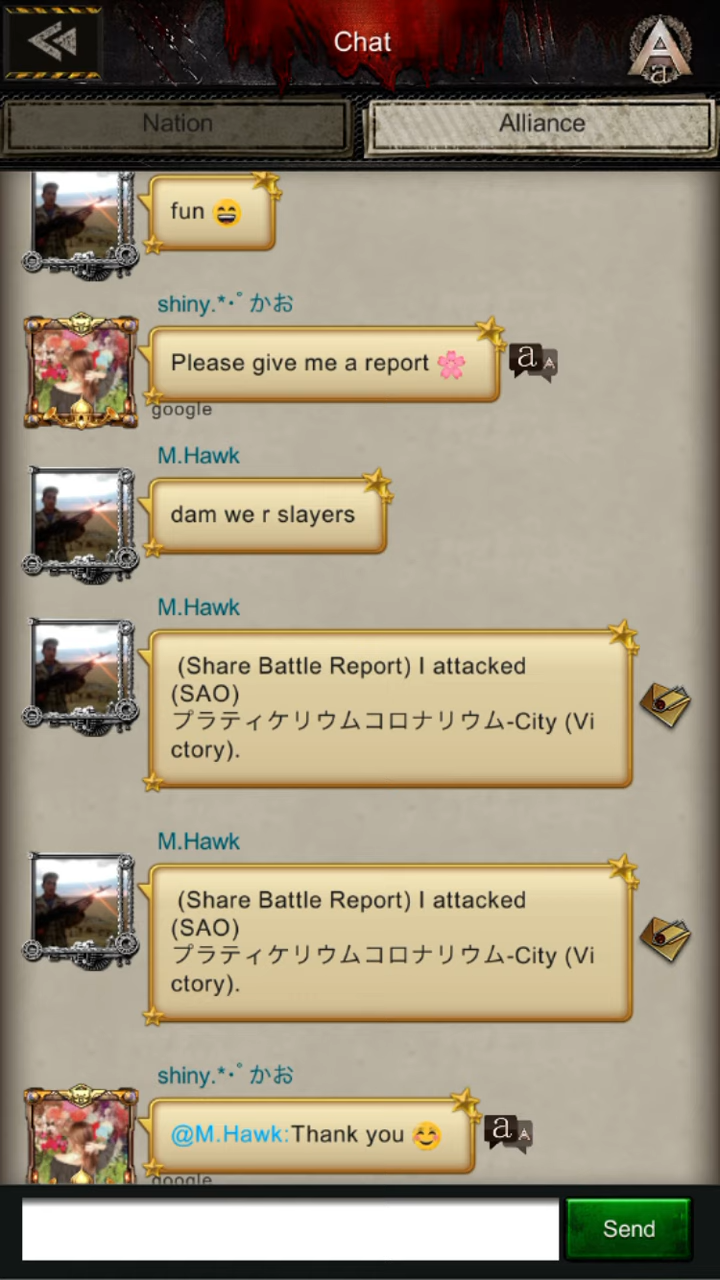 Chat
A
a
Nation
Alliance
fun 😄
shiny.*･ﾟかお
Please give me a report 🌸
a A
google
M.Hawk
dam we r slayers
M.Hawk
(Share Battle Report) I attacked
(SAO)
プラティケリウムコロナリウム-City (Vi
ctory).
M.Hawk
(Share Battle Report) I attacked
(SAO)
プラティケリウムコロナリウム-City (Vi
ctory).
shiny.*･ﾟかお
@M.Hawk:Thank you 😊
a A
google
Send